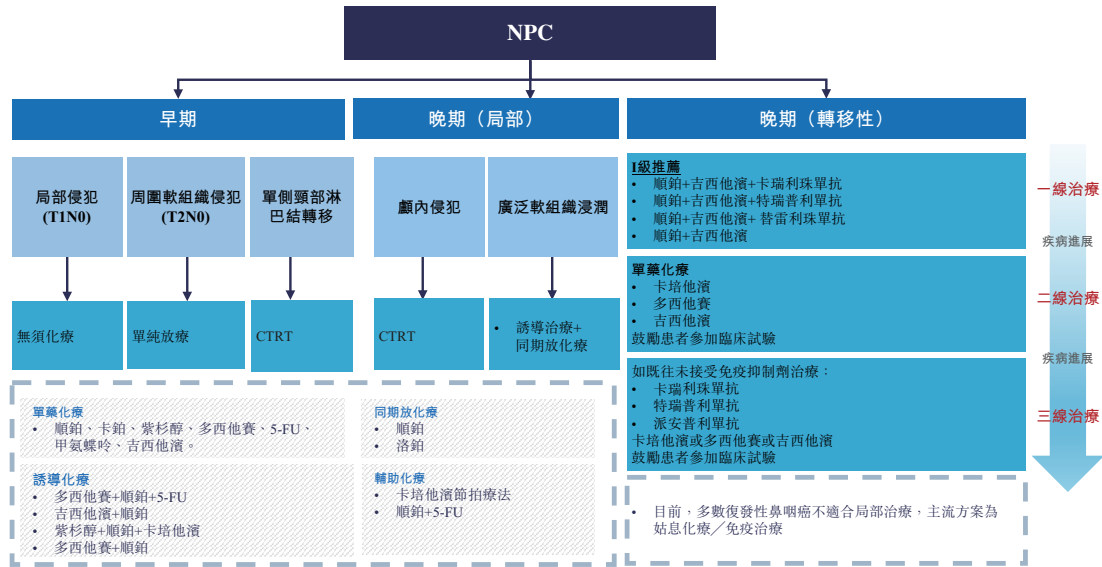 NPC
早期
晚期（局部）
晚期（轉移性）
局部侵犯
(T1N0)
周圍軟組織侵犯
(T2N0)
單側頸部淋
巴結轉移
顱內侵犯
廣泛軟組織浸潤
無須化療
單純放療
CTRT
CTRT
• 誘導治療+
同期放化療
I級推薦
• 順鉑+吉西他濱+卡瑞利珠單抗
• 順鉑+吉西他濱+特瑞普利單抗
• 順鉑+吉西他濱+ 替雷利珠單抗
• 順鉑+吉西他濱
一線治療
疾病進展
單藥化療
• 卡培他濱
• 多西他賽
• 吉西他濱
鼓勵患者參加臨床試驗
二線治療
疾病進展
如既往未接受免疫抑制劑治療：
• 卡瑞利珠單抗
• 特瑞普利單抗
• 派安普利單抗
卡培他濱或多西他賽或吉西他濱
鼓勵患者參加臨床試驗
三線治療
單藥化療
• 順鉑、卡鉑、紫杉醇、多西他賽、5-FU、
甲氨蝶呤、吉西他濱。
同期放化療
• 順鉑
• 洛鉑
誘導化療
• 多西他賽+順鉑+5-FU
• 吉西他濱+順鉑
• 紫杉醇+順鉑+卡培他濱
• 多西他賽+順鉑
輔助化療
• 卡培他濱節拍療法
• 順鉑+5-FU
• 目前，多數復發性鼻咽癌不適合局部治療，主流方案為
姑息化療／免疫治療